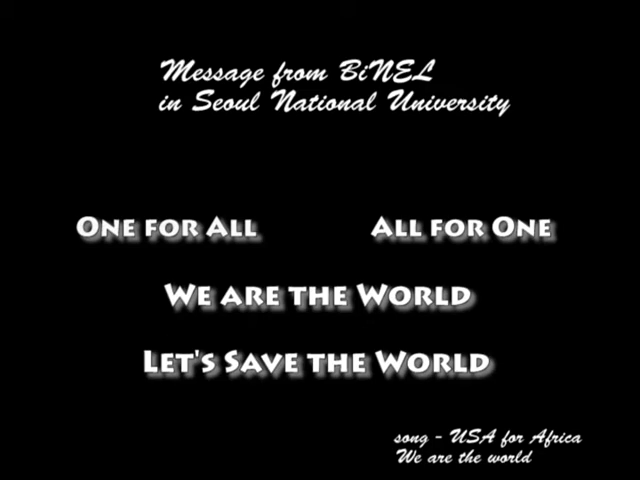 Message from BiNEL
in Seoul National University
One for All All for One
We are the World
Let's Save the World
song - USA for Africa
We are the world